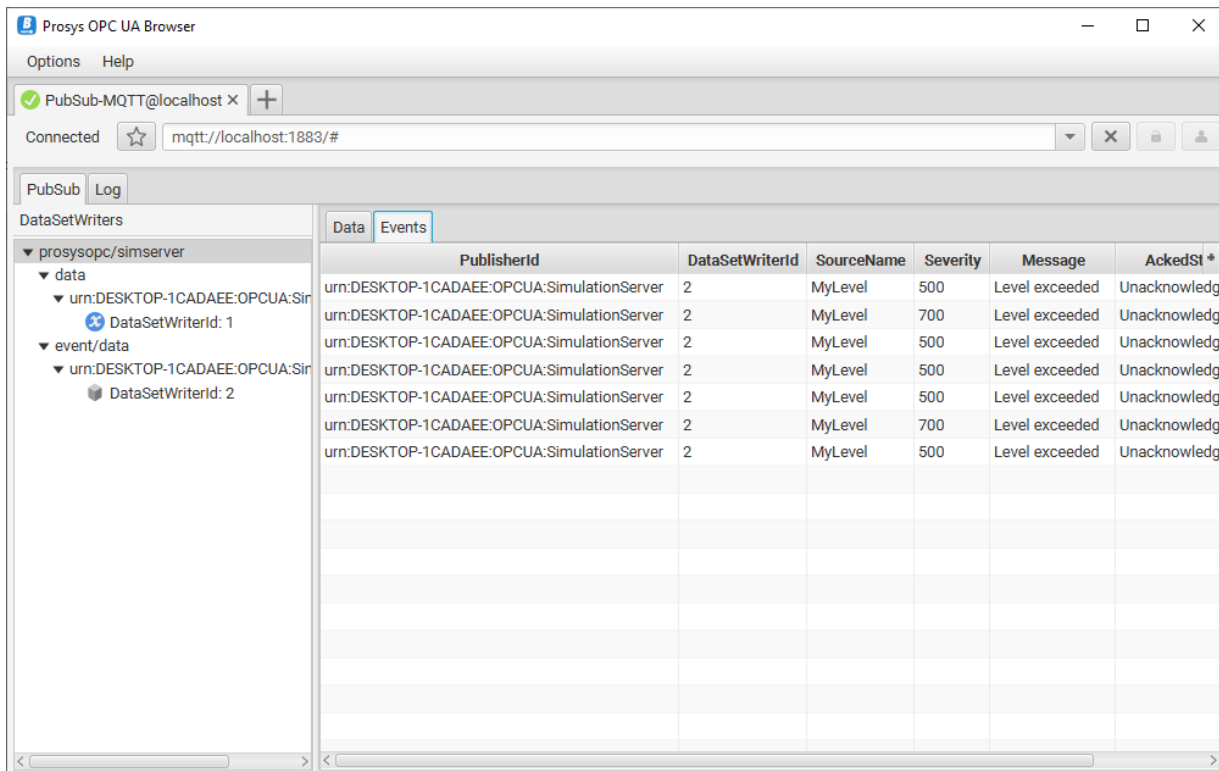 Prosys OPC UA Browser
Options Help
PubSub-MQTT@localhost
Connected mqtt://localhost:1883/#
PubSub Log
DataSetWriters
prosysopc/simserver
data
urn:DESKTOP-1CADAEE:OPCUA:Sin
DataSetWriterId: 1
event/data
urn:DESKTOP-1CADAEE:OPCUA:Sin
DataSetWriterId: 2
Data Events
PublisherId DataSetWriterId SourceName Severity Message AckedSt
urn:DESKTOP-1CADAEE:OPCUA:SimulationServer 2 MyLevel 500 Level exceeded Unacknowledg
urn:DESKTOP-1CADAEE:OPCUA:SimulationServer 2 MyLevel 700 Level exceeded Unacknowledg
urn:DESKTOP-1CADAEE:OPCUA:SimulationServer 2 MyLevel 500 Level exceeded Unacknowledg
urn:DESKTOP-1CADAEE:OPCUA:SimulationServer 2 MyLevel 500 Level exceeded Unacknowledg
urn:DESKTOP-1CADAEE:OPCUA:SimulationServer 2 MyLevel 500 Level exceeded Unacknowledg
urn:DESKTOP-1CADAEE:OPCUA:SimulationServer 2 MyLevel 700 Level exceeded Unacknowledg
urn:DESKTOP-1CADAEE:OPCUA:SimulationServer 2 MyLevel 500 Level exceeded Unacknowledg